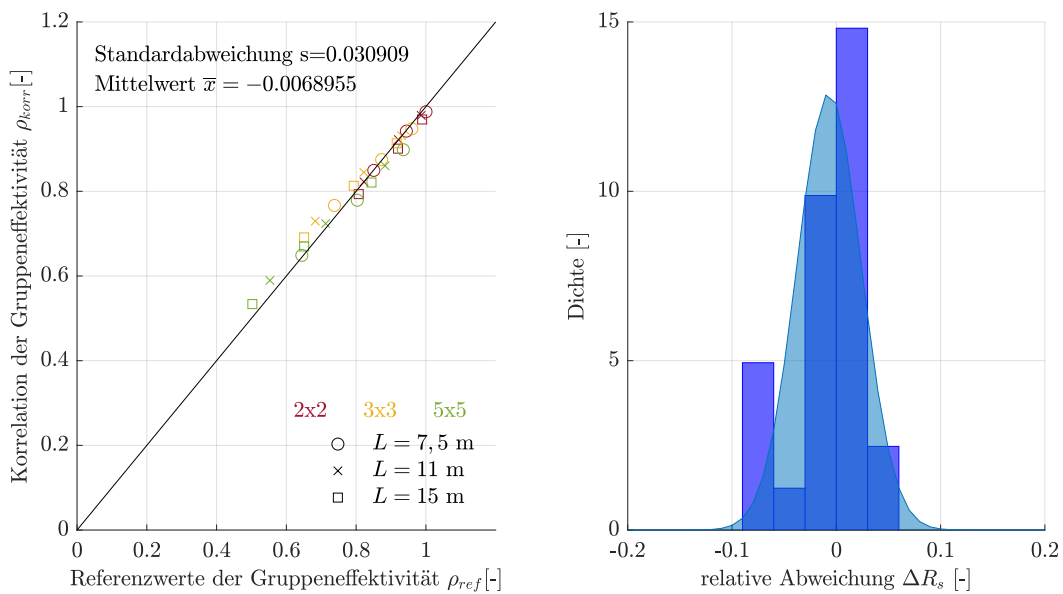 Standardabweichung s=0.030909
Mittelwert x̅ = −0.0068955
Korrelation der Gruppeneffektivität ρkorr[-]
1.2
1
0.8
0.6
0.4
0.2
0
2x2 3x3 5x5
L = 7,5 m
L = 11 m
L = 15 m
0 0.2 0.4 0.6 0.8 1
Referenzwerte der Gruppeneffektivität ρref[-]
Dichte [-]
15
10
5
0
-0.2 -0.1 0 0.1 0.2
relative Abweichung ΔRs [-]